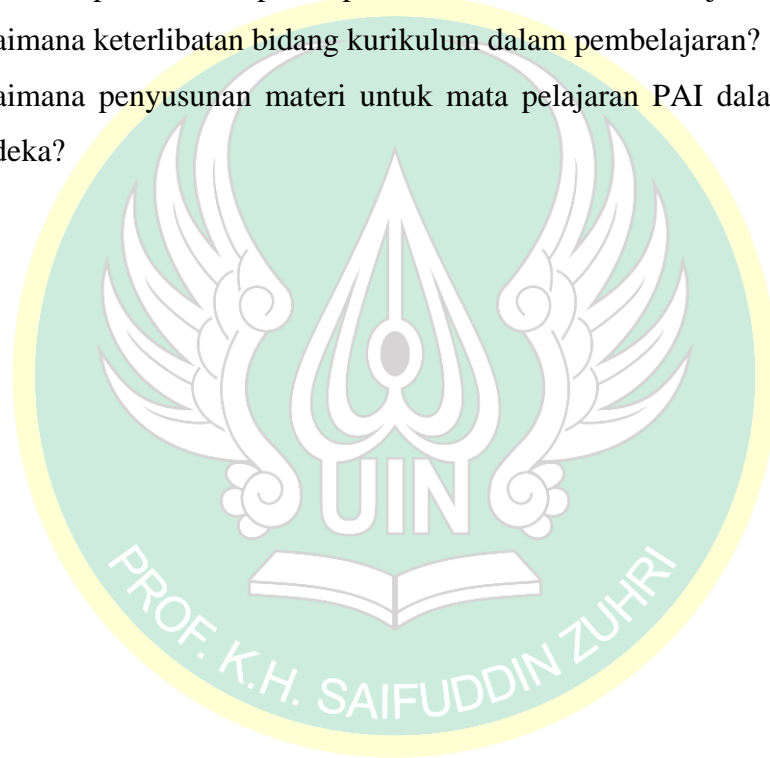 aimana keterlibatan bidang kurikulum dalam pembelajaran?
aimana penyusunan materi untuk mata pelajaran PAI dala
deka?
UIN
PROF. K.H. SAIFUDDIN ZUHRI